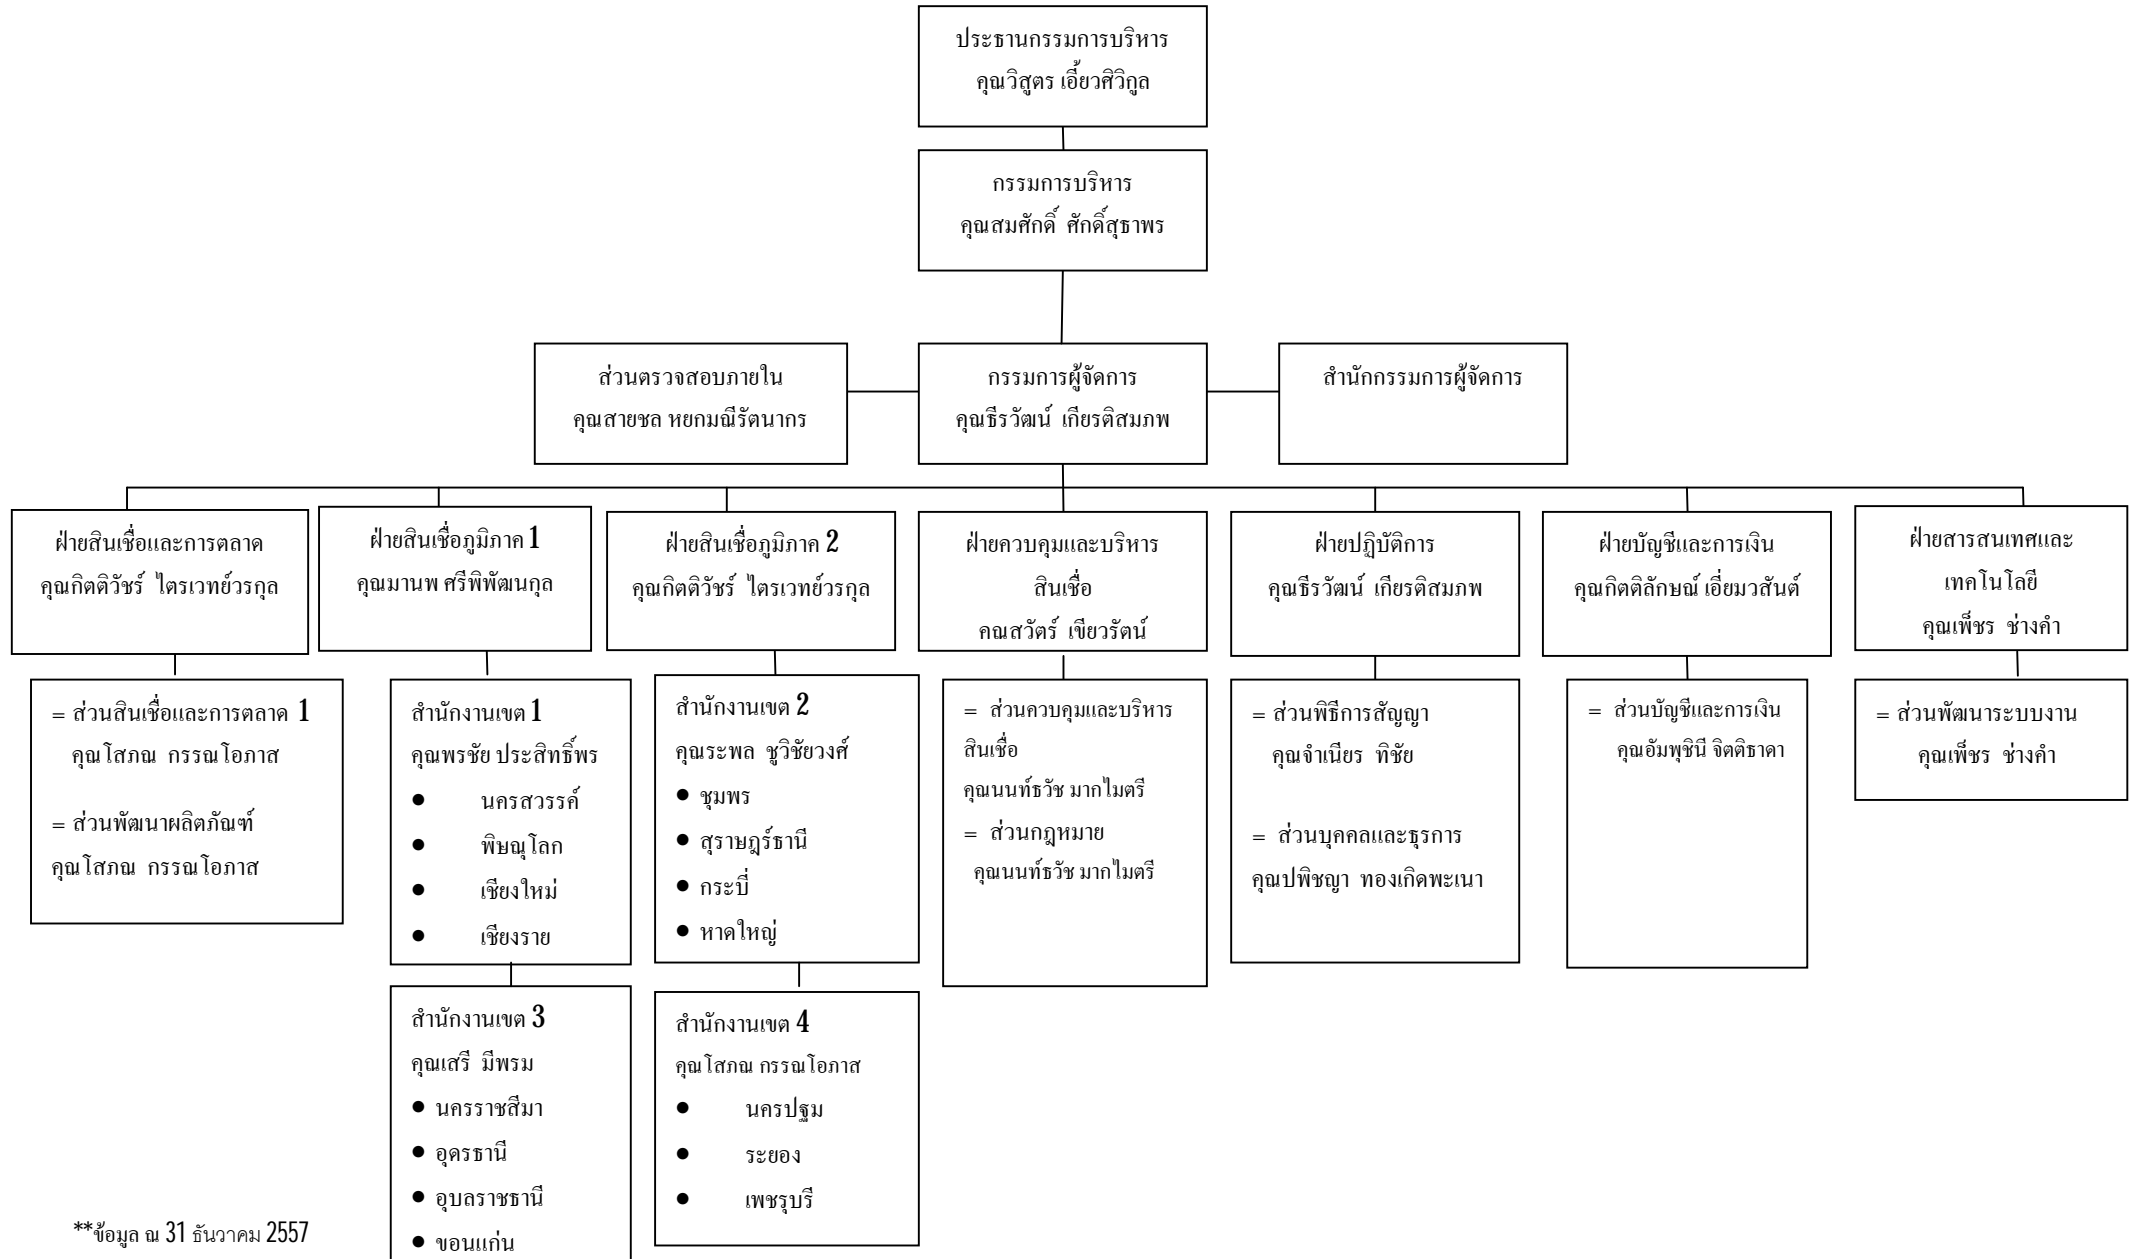 ประธานกรรมการบริหาร
คุณวิสูตร เอี้ยวศิวิกูล
กรรมการบริหาร
คุณสมศักดิ์ ศักดิ์สุธาพร
ส่วนตรวจสอบภายใน
คุณสายชล หยกมณีรัตนากร
กรรมการผู้จัดการ
คุณธีรวัฒน์ เกียรติสมภพ
สำนักกรรมการผู้จัดการ
ฝ่ายสินเชื่อและการตลาด
คุณกิตติวัชร์ ไตรเวทย์วรกุล
ฝ่ายสินเชื่อภูมิภาค 1
คุณมานพ ศรีพิพัฒนกุล
ฝ่ายสินเชื่อภูมิภาค 2
คุณกิตติวัชร์ ไตรเวทย์วรกุล
ฝ่ายควบคุมและบริหาร
สินเชื่อ
คณสวัตร์ เขียวรัตน์
ฝ่ายปฏิบัติการ
คุณธีรวัฒน์ เกียรติสมภพ
ฝ่ายบัญชีและการเงิน
คุณกิตติลักษณ์ เอี่ยมวสันต์
ฝ่ายสารสนเทศและ
เทคโนโลยี
คุณเพ็ชร ช่างคำ
= ส่วนสินเชื่อและการตลาด 1
คุณโสภณ กรรณโอภาส
= ส่วนพัฒนาผลิตภัณฑ์
คุณโสภณ กรรณโอภาส
สำนักงานเขต 1
คุณพรชัย ประสิทธิ์พร
● นครสวรรค์
● พิษณุโลก
● เชียงใหม่
● เชียงราย
สำนักงานเขต 2
คุณระพล ชูวิชัยวงศ์
● ชุมพร
● สุราษฎร์ธานี
● กระบี่
● หาดใหญ่
= ส่วนควบคุมและบริหาร
สินเชื่อ
คุณนนท์ธวัช มากไมตรี
= ส่วนกฎหมาย
คุณนนท์ธวัช มากไมตรี
= ส่วนพิธีการสัญญา
คุณจำเนียร ทิชัย
= ส่วนบุคคลและธุรการ
คุณปพิชญา ทองเกิดพะเนา
= ส่วนบัญชีและการเงิน
คุณอัมพุชินี จิตติธาดา
= ส่วนพัฒนาระบบงาน
คุณเพ็ชร ช่างคำ
สำนักงานเขต 3
คุณเสรี มีพรม
● นครราชสีมา
● อุดรธานี
● อุบลราชธานี
● ขอนแก่น
สำนักงานเขต 4
คุณโสภณ กรรณโอภาส
● นครปฐม
● ระยอง
● เพชรุบรี
**ข้อมูล ณ 31 ธันวาคม 2557